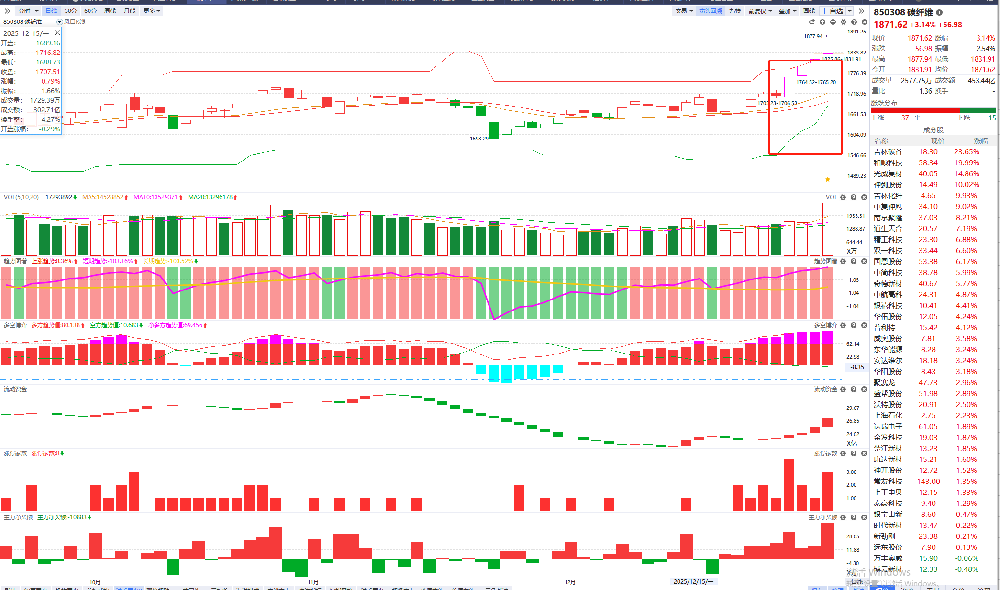 分时 日线 30分 60分 周线 月线 更多
交易 龙头回溯 九转 前复权 叠加 画线 自选
850308 碳纤维 风口K线
2025-12-15/一
开盘: 1689.16
最高: 1716.82
最低: 1688.73
收盘: 1707.51
涨幅: 0.79%
振幅: 1.66%
成交量: 1729.39万
成交额: 302.71亿
换手率: 4.27%
开盘涨幅: -0.29%
1877.94
1825.86-1831.91
1764.52-1765.20
1705.23-1706.53
1593.29
1891.25
1833.82
1776.39
1718.96
1661.53
1604.09
1546.66
1489.23
VOL(5,10,20) 17293892 MA5:14528852 MA10:13529371 MA20:13296178 VOL
1933.31
1288.87
644.44
X万
趋势图谱 上涨趋势:0.36% 短期趋势:-103.16% 长期趋势:-103.52% 趋势图谱
-1.03
-1.04
-1.04
多空博弈 多方趋势值:80.138 空方趋势值:10.683 净多方趋势值:69.456 多空博弈
62.14
22.98
-8.35
流动资金 流动资金
29.67
26.85
24.02
X亿
涨停家数 涨停家数:0 涨停家数
3.00
2.00
1.00
主力净买额 主力净买额:-10883 主力净买额
28.05
11.88
-4.30
X万
10月 11月 12月 2025/12/15/一 日线
850308 碳纤维
1871.62 +3.14% +56.98
现价 1871.62 涨幅 3.14%
涨跌 56.98 振幅 2.54%
最高 1877.94 最低 1831.91
今开 1831.91 均价 1871.62
成交量 2577.75万 成交额 453.44亿
量比 1.36 换手 -
涨跌分布
上涨 37 平 - 下跌 15
成分股
名称 现价 涨幅
吉林碳谷 18.30 23.65%
和顺科技 58.34 19.99%
光威复材 40.05 14.86%
神剑股份 14.49 10.02%
吉林化纤 4.65 9.93%
中复神鹰 34.10 9.02%
南京聚隆 37.03 8.21%
道生天合 20.57 7.19%
精工科技 23.30 6.88%
双一科技 33.44 6.60%
国恩股份 53.38 6.17%
中简科技 38.78 5.99%
奇德新材 40.67 5.77%
中航高科 24.31 4.87%
银禧科技 10.41 4.41%
华伍股份 12.05 4.24%
普利特 15.42 4.12%
威奥股份 7.81 3.58%
东华能源 8.28 3.24%
安达维尔 18.18 3.24%
华阳股份 8.43 3.18%
聚赛龙 47.73 2.96%
盛帮股份 51.98 2.89%
沃特股份 20.91 2.50%
上海石化 2.75 2.23%
达瑞电子 61.05 1.89%
金发科技 19.03 1.87%
楚江新材 13.23 1.85%
康达新材 15.21 1.60%
神开股份 12.72 1.52%
常友科技 143.00 1.35%
上工申贝 12.15 1.33%
泰豪科技 9.40 1.29%
银宝山新 8.60 0.47%
时代新材 13.47 0.22%
新劲刚 23.38 0.21%
远东股份 7.90 0.13%
万丰奥威 15.90 -0.06%
博云新材 12.33 -0.48%
激活 Windows
转到"设置"以激活 Windows。